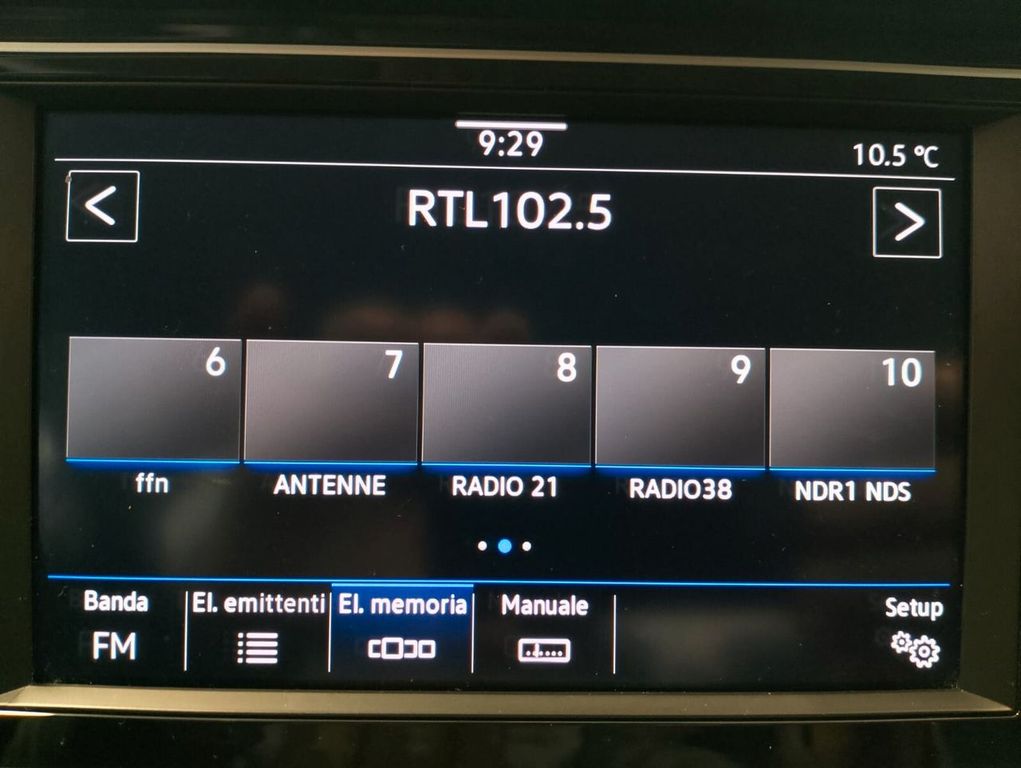 9:29
10.5 °C
<
RTL102.5
>
6 7 8 9 10
ffn ANTENNE RADIO 21 RADIO38 NDR1 NDS
Banda El. emittenti El. memoria Manuale Setup
FM